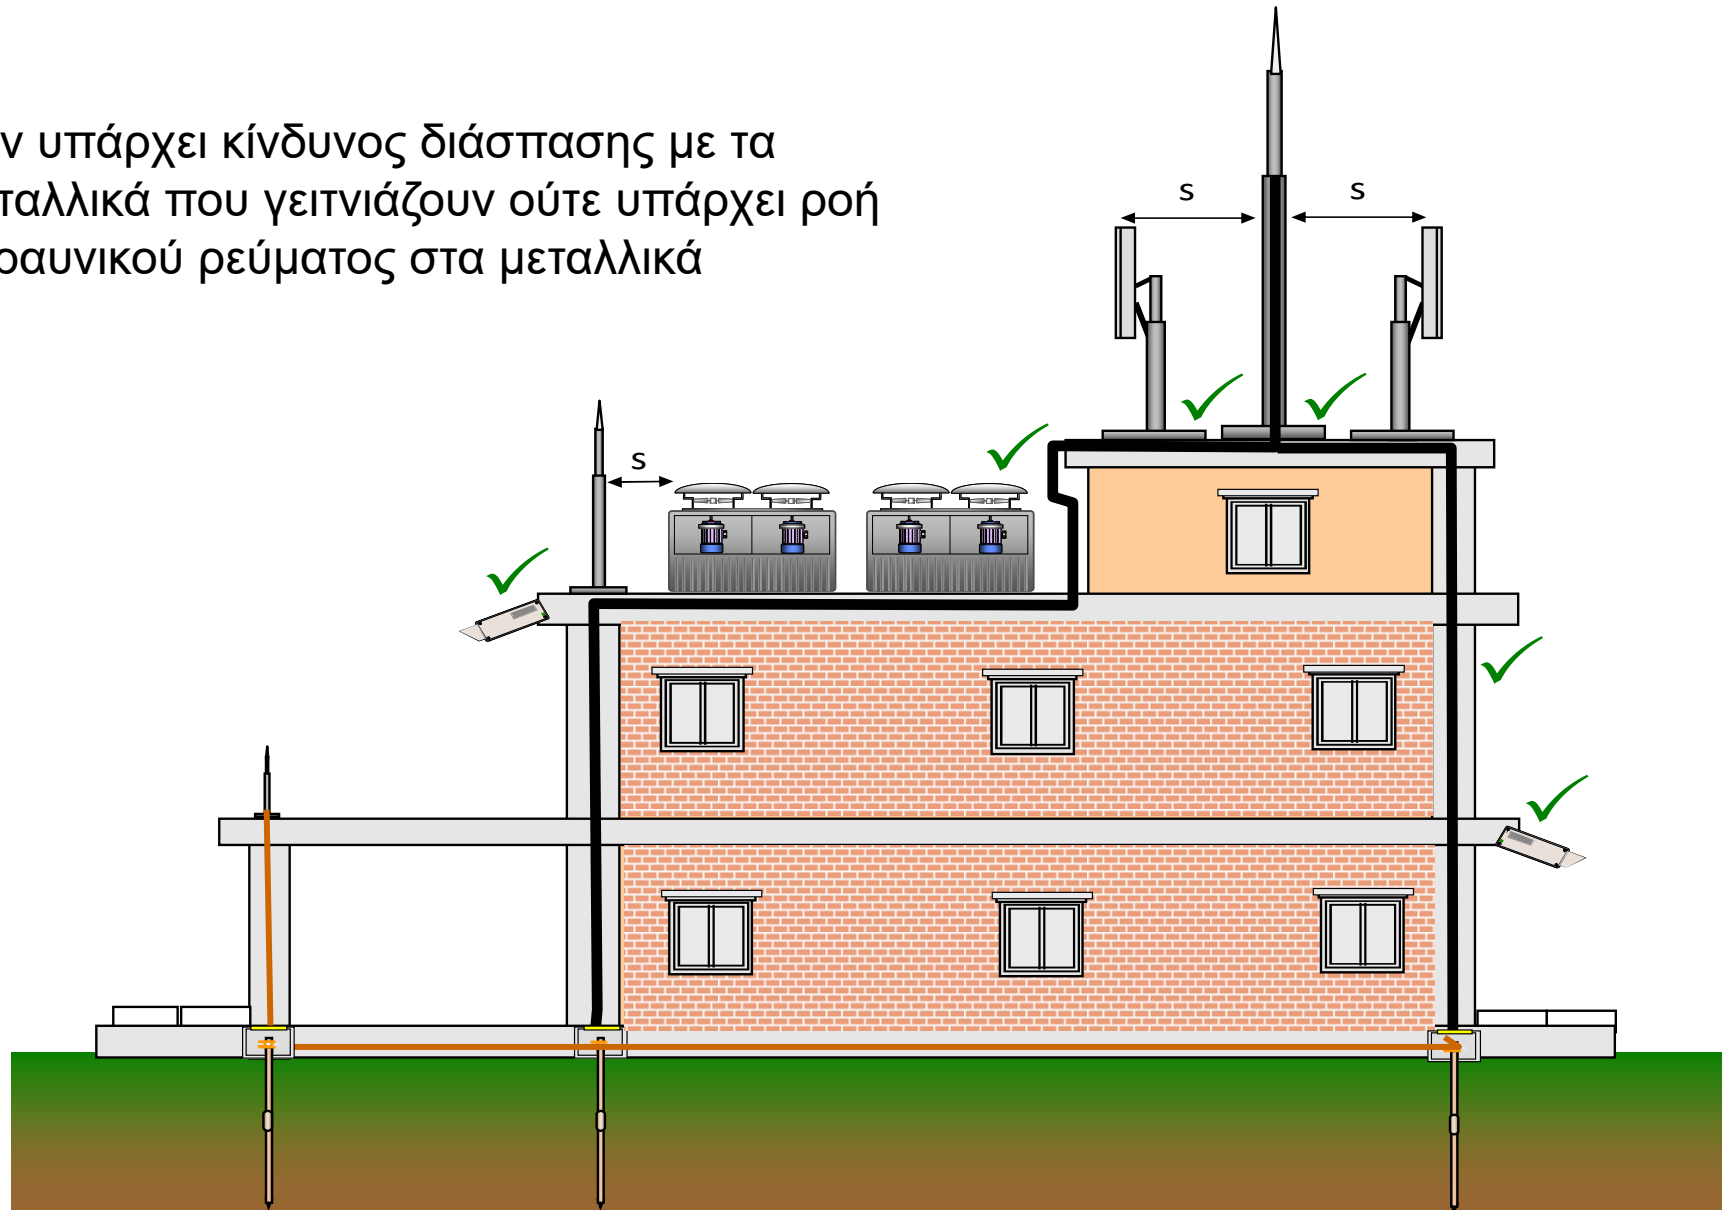 ν υπάρχει κίνδυνος διάσπασης με τα
ταλλικά που γειτνιάζουν ούτε υπάρχει ροή
ραυνικού ρεύματος στα μεταλλικά
s s
s